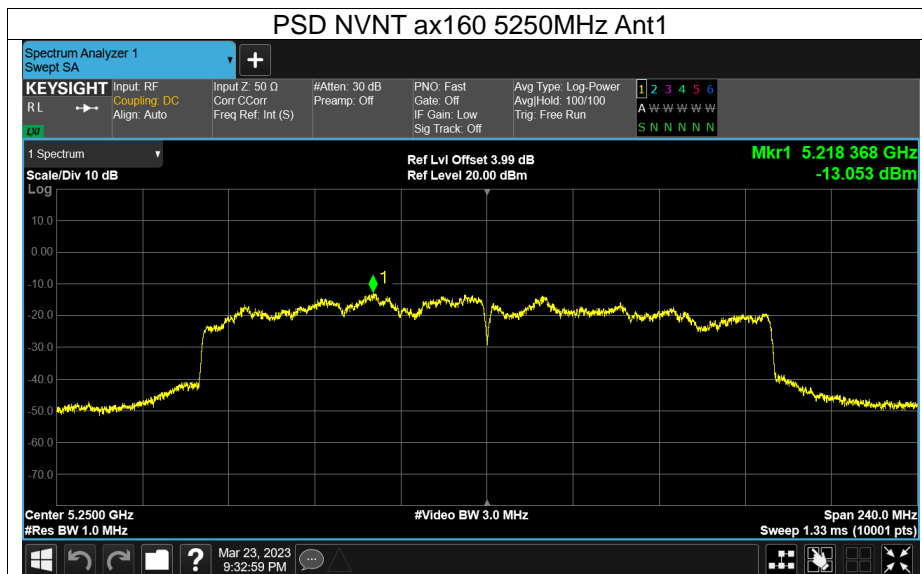 PSD NVNT ax160 5250MHz Ant1
Spectrum Analyzer 1
Swept SA
+
KEYSIGHT
R L
LXI
Input: RF
Coupling: DC
Align: Auto
Input Z: 50 Ω
Corr CCorr
Freq Ref: Int (S)
#Atten: 30 dB
Preamp: Off
PNO: Fast
Gate: Off
IF Gain: Low
Sig Track: Off
Avg Type: Log-Power
Avg|Hold: 100/100
Trig: Free Run
1 2 3 4 5 6
A W W W W W
S N N N N N
1 Spectrum
Scale/Div 10 dB
Ref Lvl Offset 3.99 dB
Ref Level 20.00 dBm
Mkr1 5.218 368 GHz
-13.053 dBm
Log
10.0
0.00
-10.0
-20.0
-30.0
-40.0
-50.0
-60.0
-70.0
1
Center 5.2500 GHz
#Res BW 1.0 MHz
#Video BW 3.0 MHz
Span 240.0 MHz
Sweep 1.33 ms (10001 pts)
?
Mar 23, 2023
9:32:59 PM